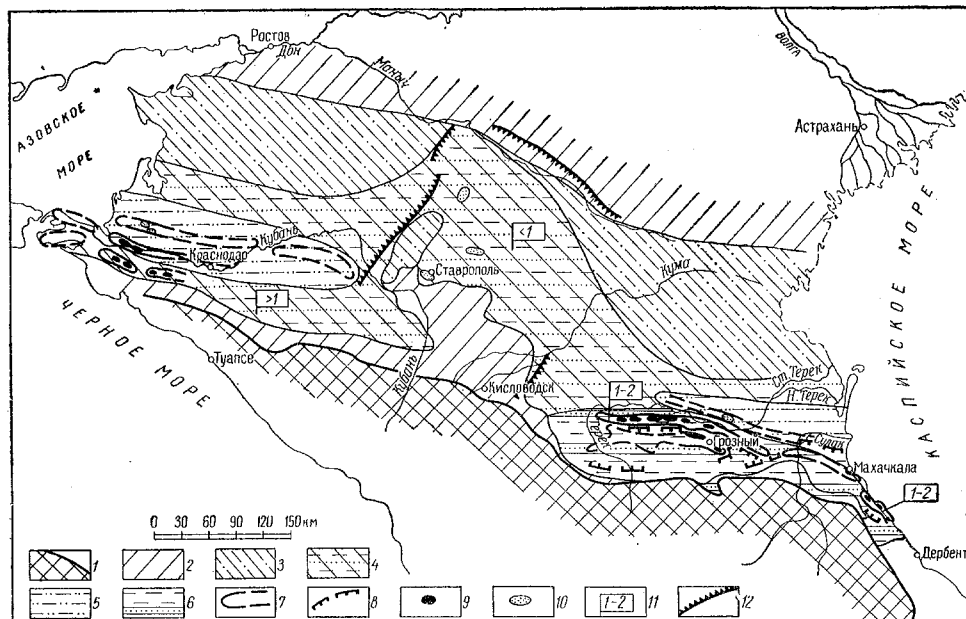 Ростов
Дон
Маныч
ВОЛГА
Астрахань
АЗОВСКОЕ
МОРЕ
Кубань
Краснодар
<1
Ставрополь
Кума
>1
ЧЕРНОЕ МОРЕ
Туапсе
Кубань
Кисловодск
КАСПИЙСКОЕ МОРЕ
Ст. Терек
Н. Терек
1-2
Терек
Грозный
Сулак
Махачкала
1-2
Дербент
0 30 60 90 120 150км
1 2 3 4
5 6 7 8 9 10 1-2 11 12